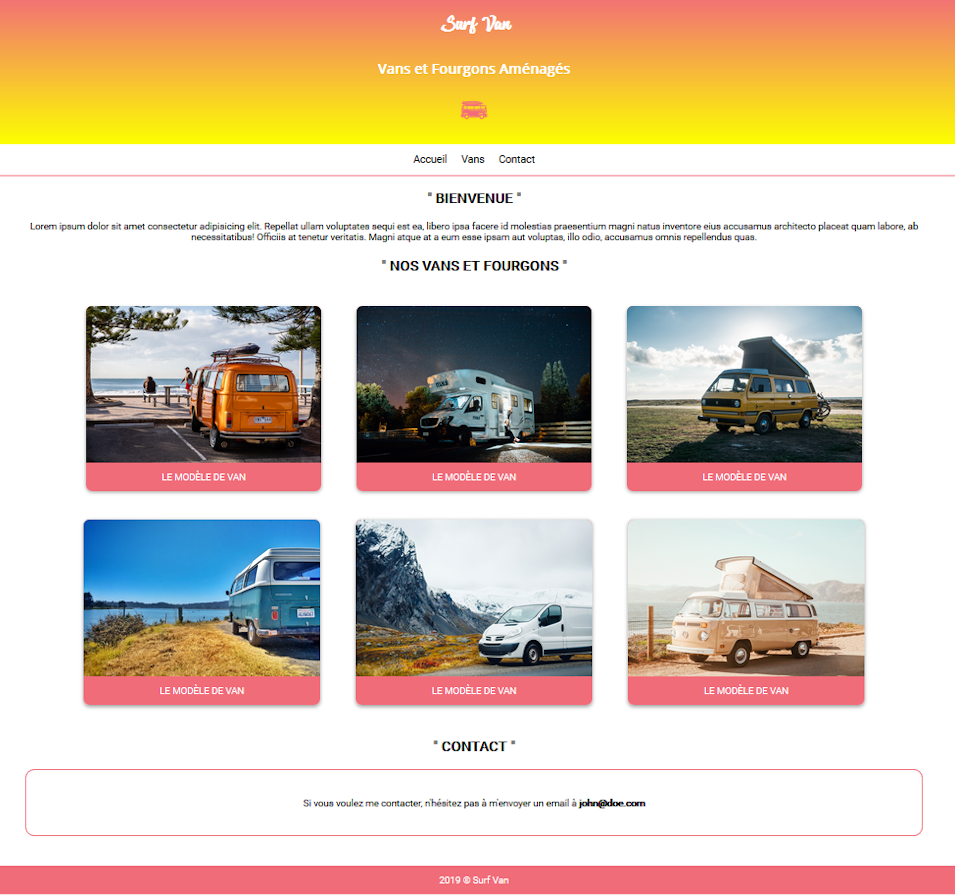 Surf Van
Vans et Fourgons Aménagés
Accueil Vans Contact
" BIENVENUE "
Lorem ipsum dolor sit amet consectetur adipisicing elit. Repellat ullam voluptates sequi est ea, libero ipsa facere id molestias praesentium magni natus inventore eius accusamus architecto placeat quam labore, ab
necessitatibus! Officiis at tenetur veritatis. Magni atque at a eum esse ipsam aut voluptas, illo odio, accusamus omnis repellendus quas.
" NOS VANS ET FOURGONS "
LE MODÈLE DE VAN
LE MODÈLE DE VAN
LE MODÈLE DE VAN
LE MODÈLE DE VAN
LE MODÈLE DE VAN
LE MODÈLE DE VAN
" CONTACT "
Si vous voulez me contacter, n'hésitez pas à m'envoyer un email à john@doe.com
2019 © Surf Van